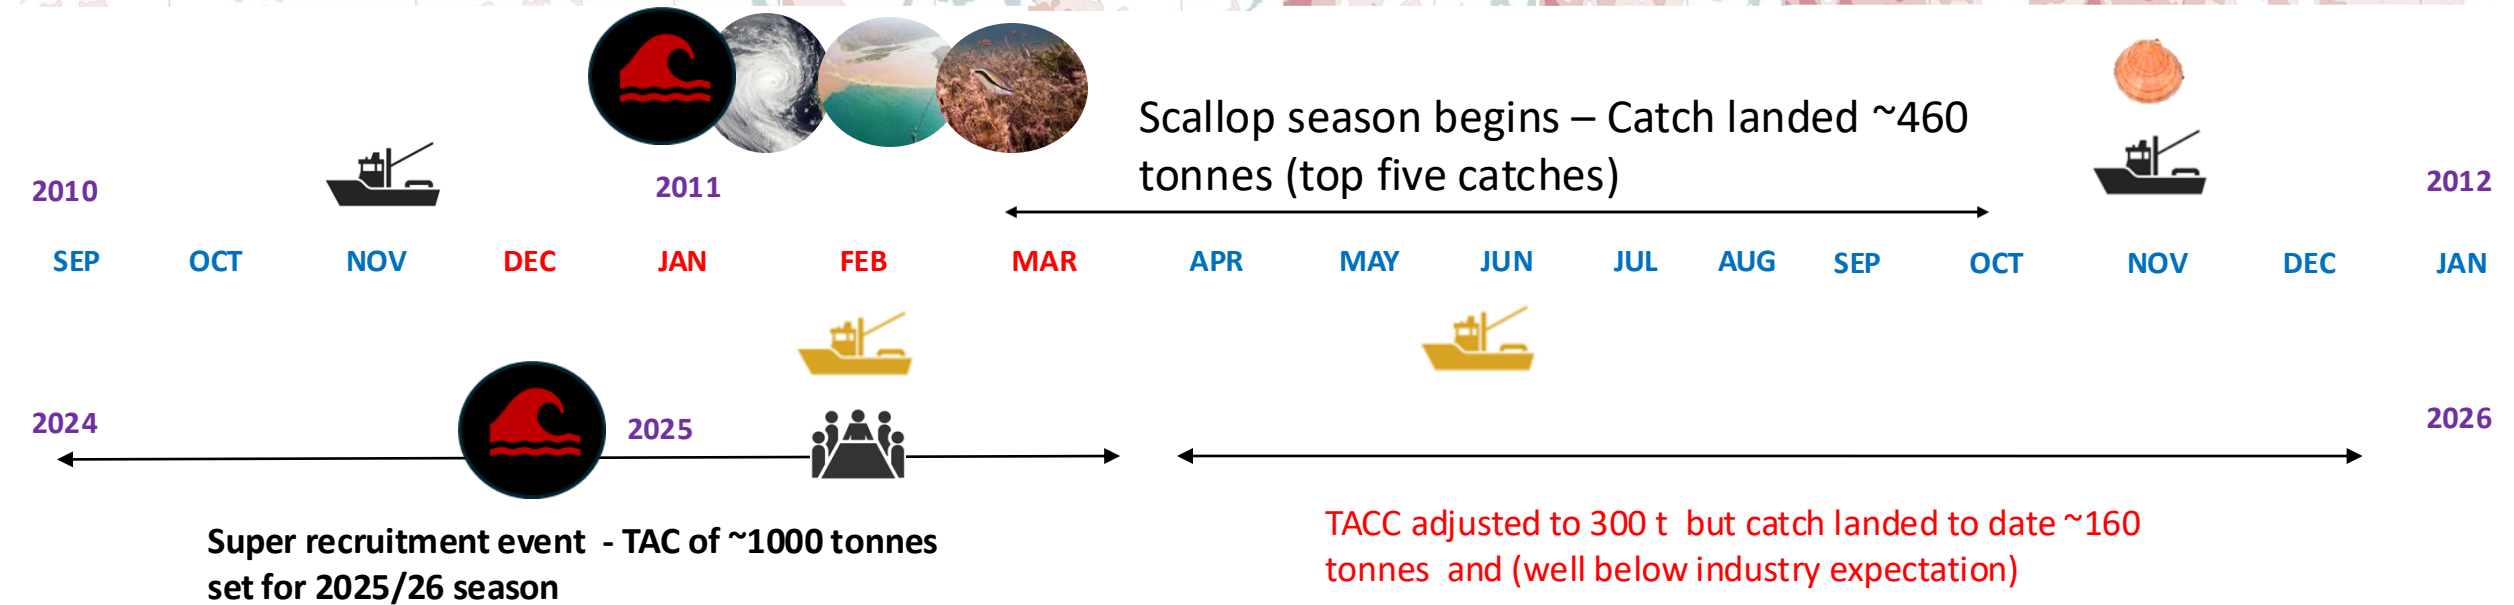 Scallop season begins – Catch landed ~460
tonnes (top five catches)
2010
2011
2012
SEP OCT NOV DEC JAN FEB MAR APR MAY JUN JUL AUG SEP OCT NOV DEC JAN
2024
2025
2026
Super recruitment event - TAC of ~1000 tonnes
set for 2025/26 season
TACC adjusted to 300 t but catch landed to date ~160
tonnes and (well below industry expectation)